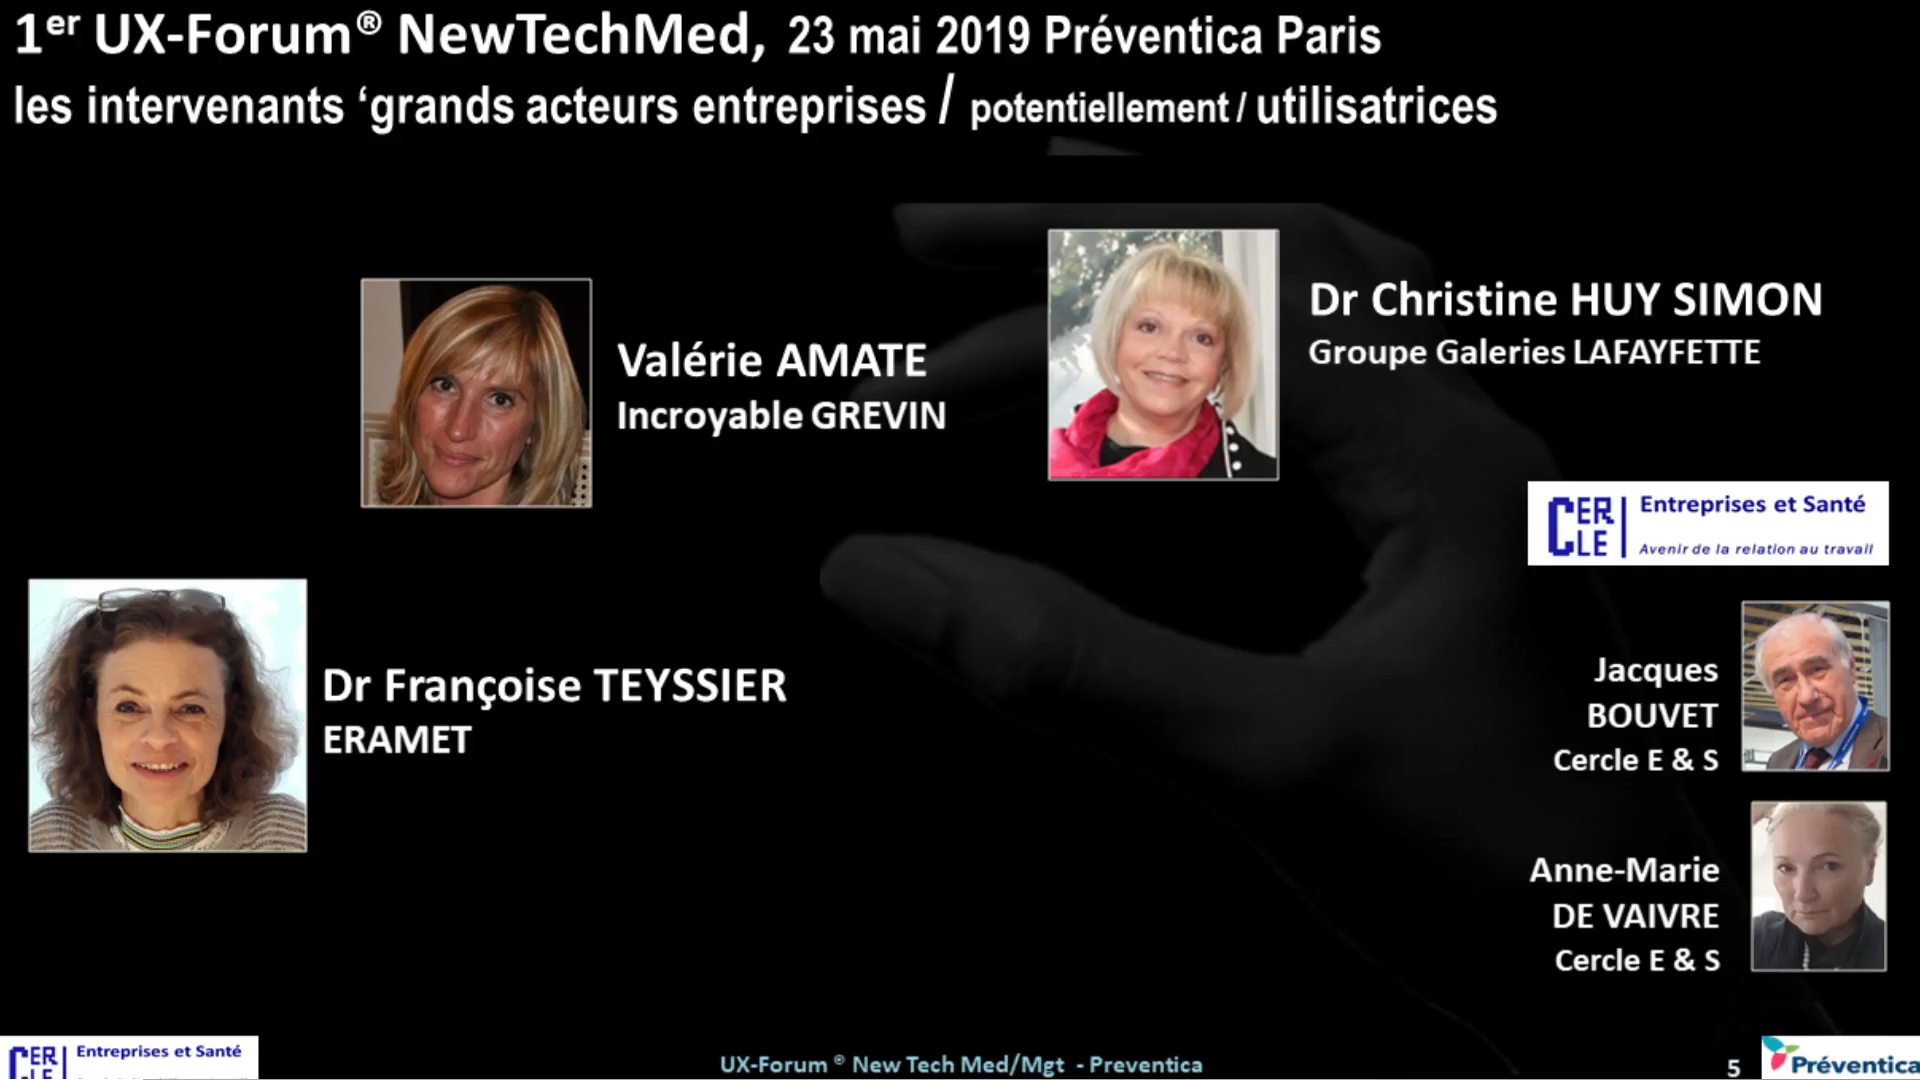 1er UX-Forum® NewTechMed, 23 mai 2019 Préventica Paris
les intervenants ‘grands acteurs entreprises / potentiellement / utilisatrices
Dr Christine HUY SIMON
Groupe Galeries LAFAYFETTE
Valérie AMATE
Incroyable GREVIN
CERCLE
Entreprises et Santé
Avenir de la relation au travail
Dr Françoise TEYSSIER
ERAMET
Jacques
BOUVET
Cercle E & S
Anne-Marie
DE VAIVRE
Cercle E & S
CERCLE
Entreprises et Santé
UX-Forum ® New Tech Med/Mgt - Preventica
5
Préventica